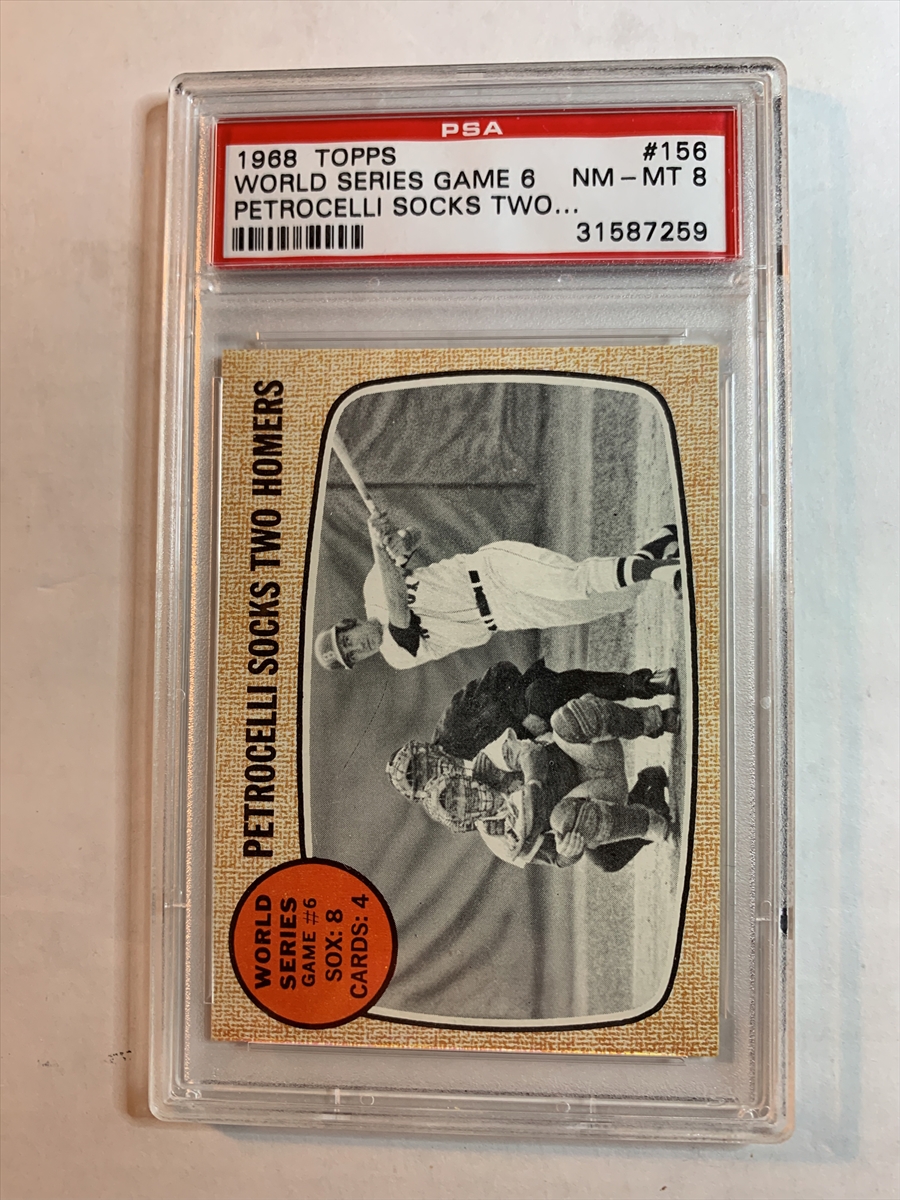 PSA
1968 TOPPS #156
WORLD SERIES GAME 6 NM - MT 8
PETROCELLI SOCKS TWO...
31587259
PETROCELLI SOCKS TWO HOMERS
WORLD
SERIES
GAME #6
SOX: 8
CARDS: 4